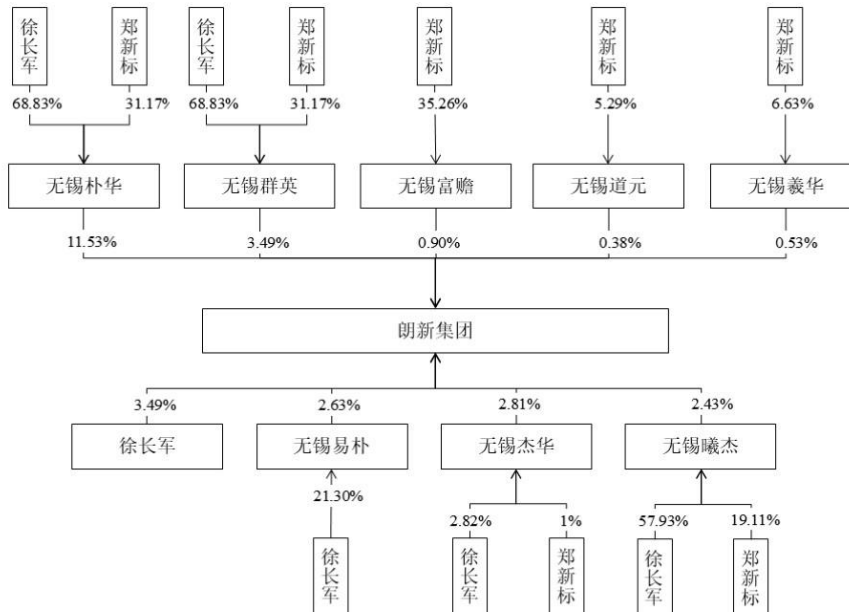 徐长军
郑新标
徐长军
郑新标
郑新标
郑新标
郑新标
68.83%
31.17%
68.83%
31.17%
35.26%
5.29%
6.63%
无锡朴华
无锡群英
无锡富赡
无锡道元
无锡羲华
11.53%
3.49%
0.90%
0.38%
0.53%
朗新集团
3.49%
2.63%
2.81%
2.43%
徐长军
无锡易朴
无锡杰华
无锡曦杰
21.30%
2.82%
1%
57.93%
19.11%
徐长军
徐长军
郑新标
徐长军
郑新标